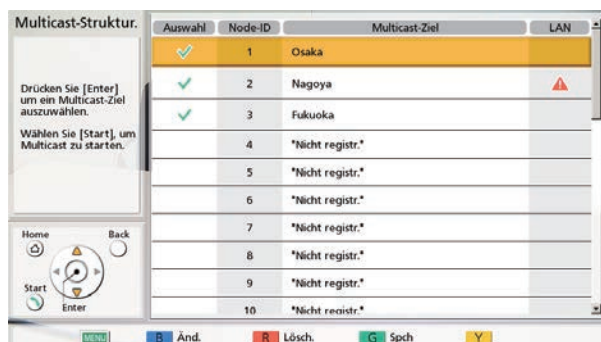 Multicast-Struktur.
Drücken Sie [Enter]
um ein Multicast-Ziel
auszuwählen.
Wählen Sie [Start], um
Multicast zu starten.
Home
Back
Start
Enter
Auswahl Node-ID Multicast-Ziel LAN
1 Osaka
2 Nagoya
3 Fukuoka
4 *Nicht registr.*
5 *Nicht registr.*
6 *Nicht registr.*
7 *Nicht registr.*
8 *Nicht registr.*
9 *Nicht registr.*
10 *Nicht registr.*
MENU B Änd. R Lösch. G Spch Y